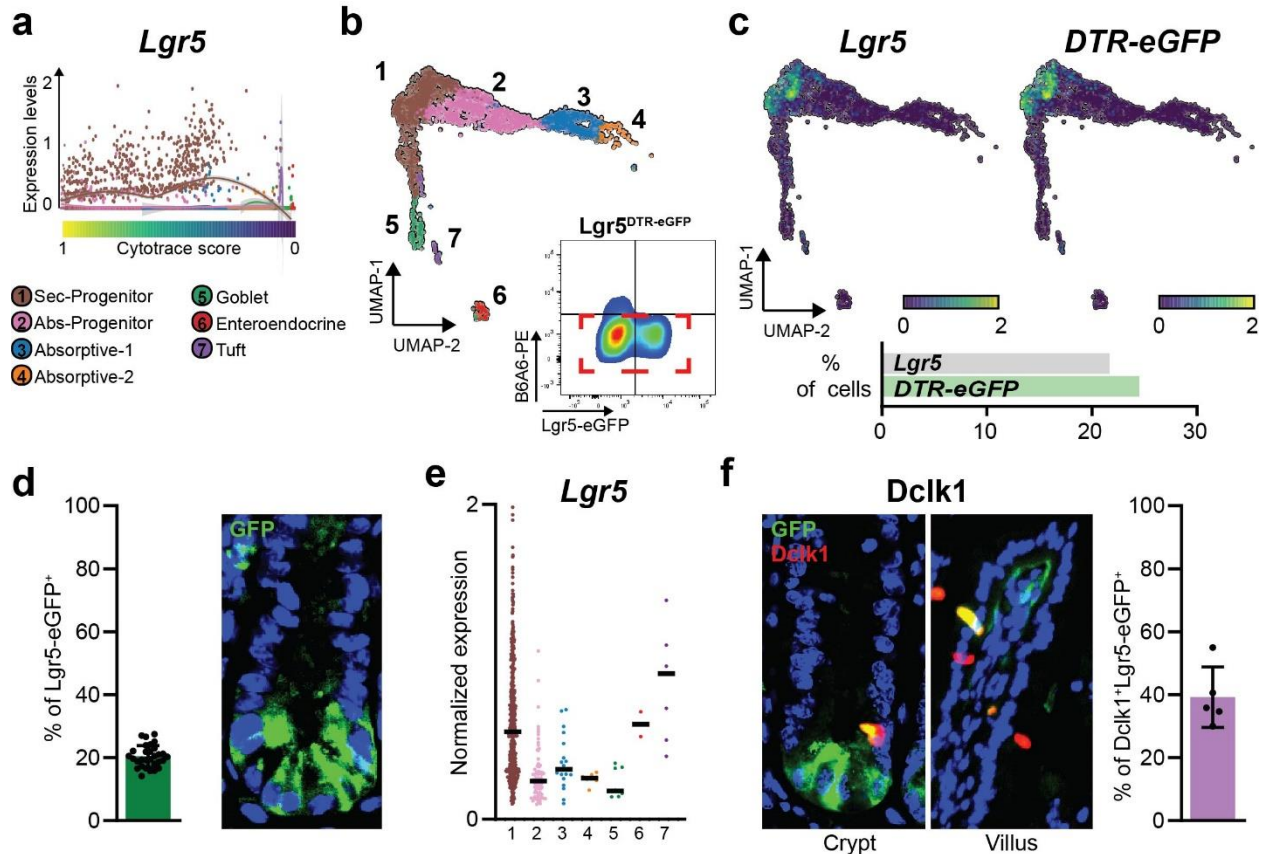 a
Lgr5
Expression levels
2
1
0
1
Cytotrace score
0
1 Sec-Progenitor
2 Abs-Progenitor
3 Absorptive-1
4 Absorptive-2
5 Goblet
6 Enteroendocrine
7 Tuft
b
1
2
3
4
5
7
6
UMAP-1
UMAP-2
Lgr5DTR-eGFP
B6A6-PE
Lgr5-eGFP
c
Lgr5
DTR-eGFP
UMAP-1
UMAP-2
0 2
0 2
%
of cells
Lgr5
DTR-eGFP
0 10 20 30
d
% of Lgr5-eGFP+
100
80
60
40
20
0
GFP
e
Lgr5
Normalized expression
2
0
1 2 3 4 5 6 7
f
Dclk1
GFP
Dclk1
Crypt
Villus
% of Dclk1+Lgr5-eGFP+
100
80
60
40
20
0